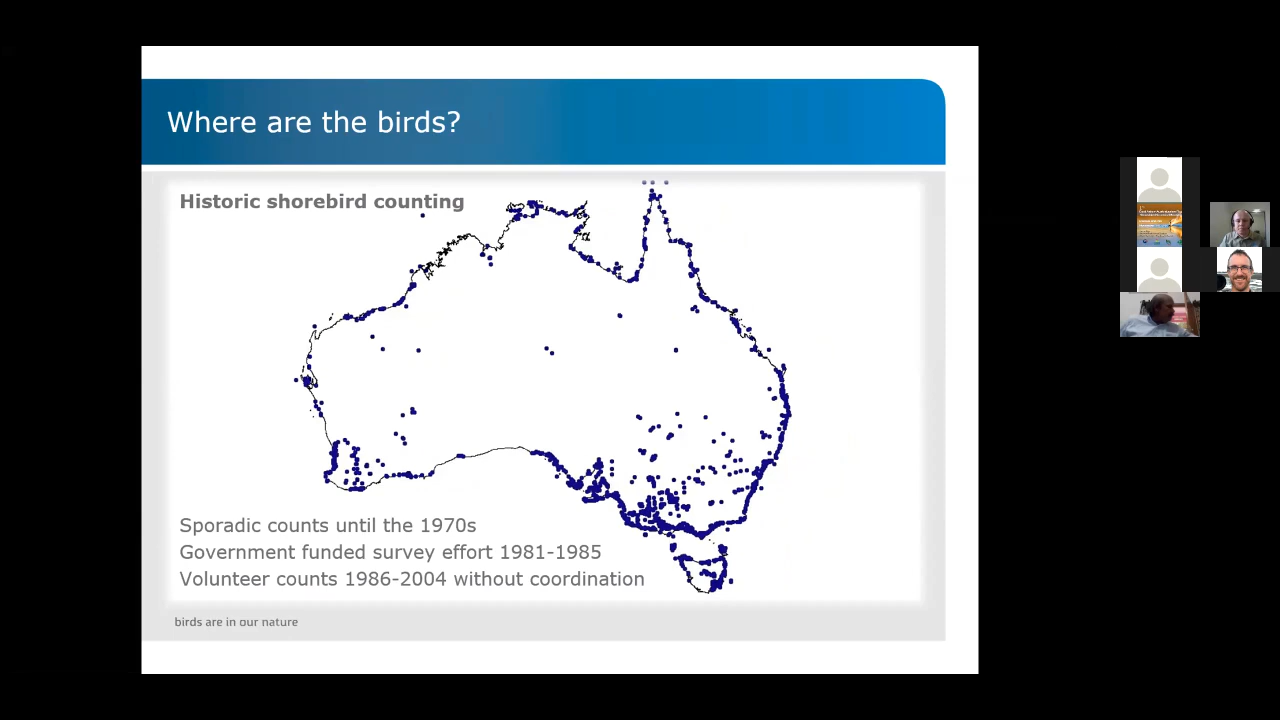 Where are the birds?
Historic shorebird counting
Sporadic counts until the 1970s
Government funded survey effort 1981-1985
Volunteer counts 1986-2004 without coordination
birds are in our nature